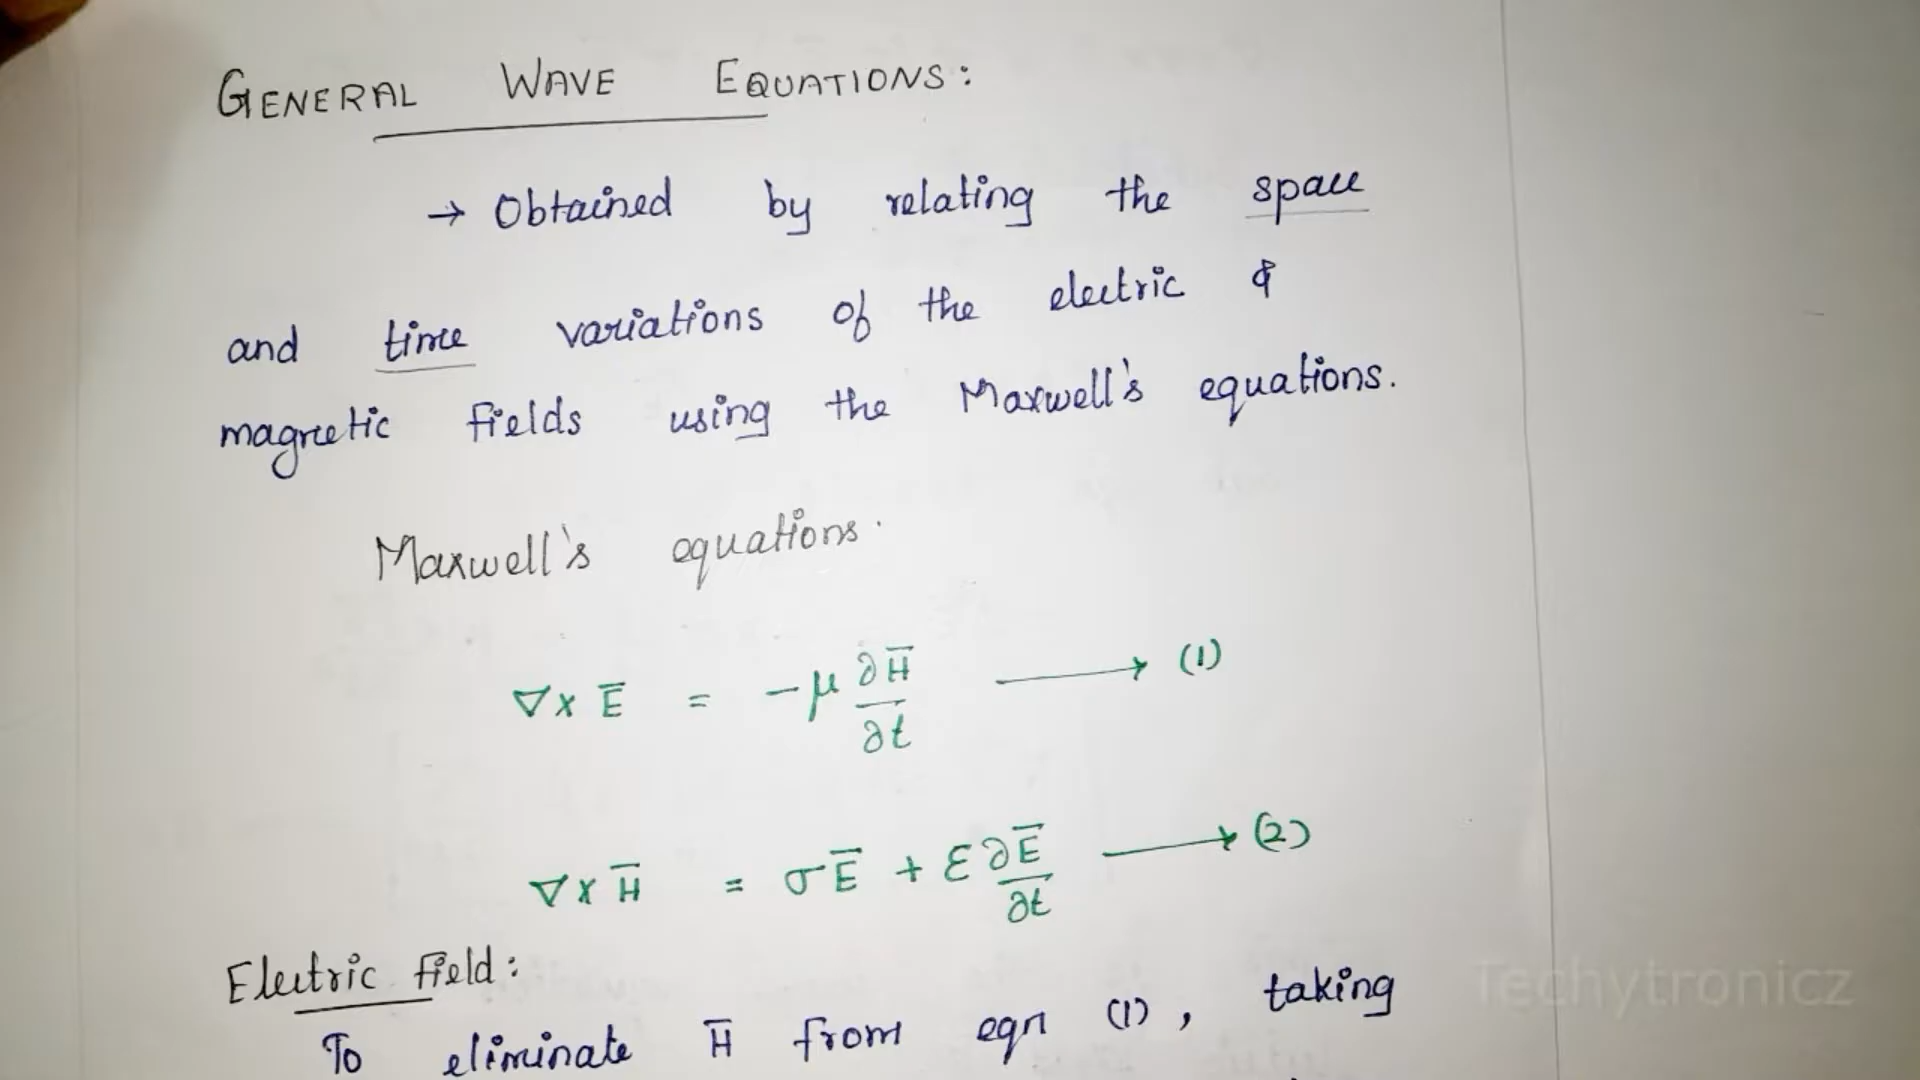 GENERAL WAVE EQUATIONS:
→ Obtained by relating the space
and time variations of the electric &
magnetic fields using the Maxwell's equations.
Maxwell's equations.
∇ x E̅ = -μ ∂H̅/∂t ⟶ (1)
∇ x H̅ = σE̅ + ε ∂E̅/∂t ⟶ (2)
Electric field:
To eliminate H̅ from eqn (1), taking
Techytronicz